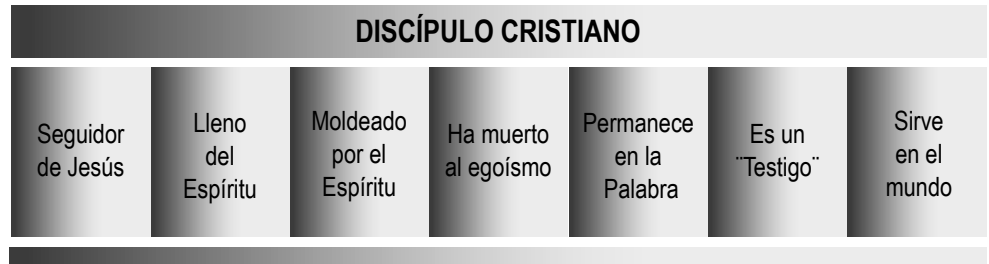 DISCÍPULO CRISTIANO
Seguidor
de Jesús
Lleno
del
Espíritu
Moldeado
por el
Espíritu
Ha muerto
al egoísmo
Permanece
en la
Palabra
Es un
¨Testigo¨
Sirve
en el
mundo